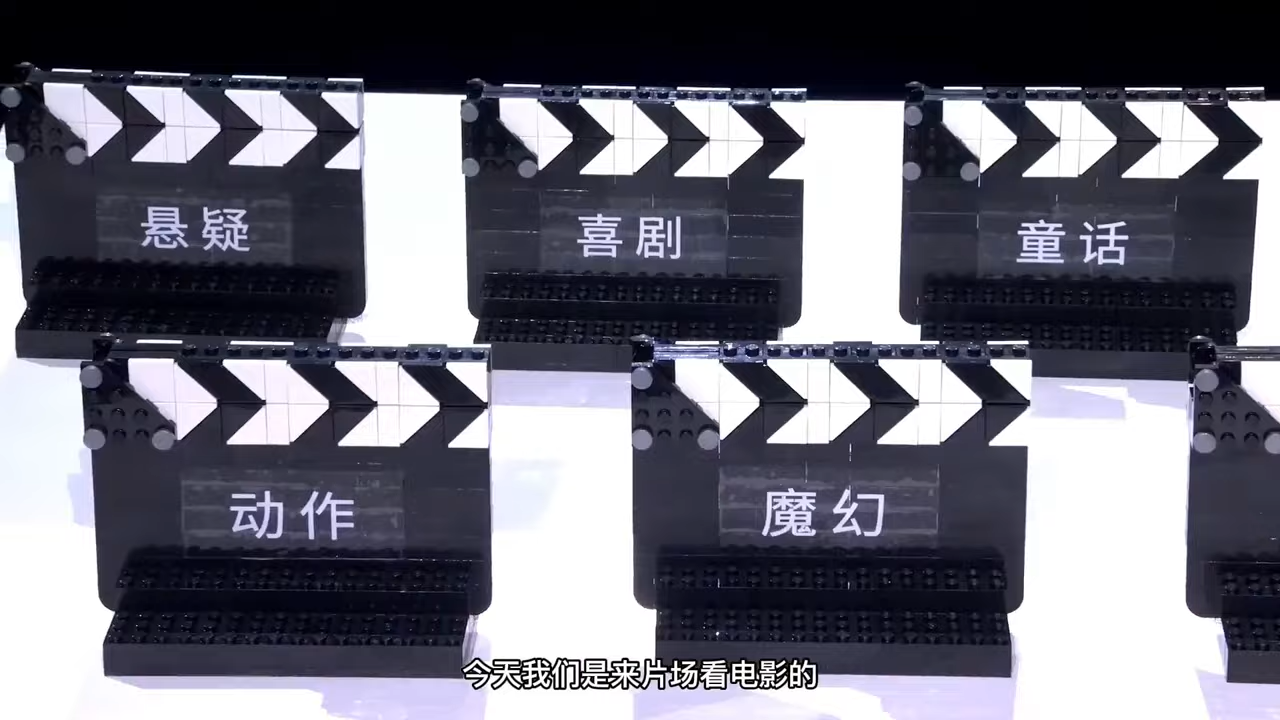 悬疑
喜剧
童话
动作
魔幻
今天我们是来片场看电影的